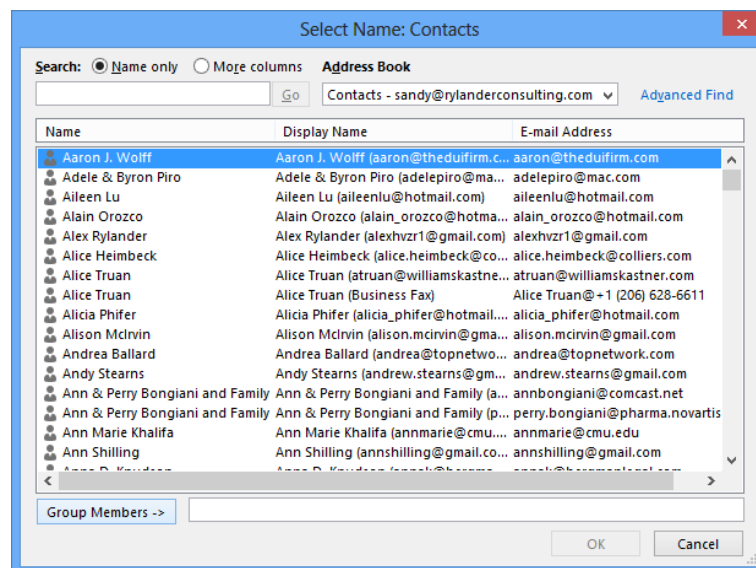 Select Name: Contacts
Search: Name only More columns Address Book
Go Contacts - sandy@rylanderconsulting.com Advanced Find
Name Display Name E-mail Address
Aaron J. Wolff Aaron J. Wolff (aaron@theduifirm.c... aaron@theduifirm.com
Adele & Byron Piro Adele & Byron Piro (adelepiro@ma... adelepiro@mac.com
Aileen Lu Aileen Lu (aileenlu@hotmail.com) aileenlu@hotmail.com
Alain Orozco Alain Orozco (alain_orozco@hotma... alain_orozco@hotmail.com
Alex Rylander Alex Rylander (alexhvzr1@gmail.com) alexhvzr1@gmail.com
Alice Heimbeck Alice Heimbeck (alice.heimbeck@co... alice.heimbeck@colliers.com
Alice Truan Alice Truan (atruan@williamskastne... atruan@williamskastner.com
Alice Truan Alice Truan (Business Fax) Alice Truan@+1 (206) 628-6611
Alicia Phifer Alicia Phifer (alicia_phifer@hotmail.... alicia_phifer@hotmail.com
Alison McIrvin Alison McIrvin (alison.mcirvin@gma... alison.mcirvin@gmail.com
Andrea Ballard Andrea Ballard (andrea@topnetwo... andrea@topnetwork.com
Andy Stearns Andy Stearns (andrew.stearns@gm... andrew.stearns@gmail.com
Ann & Perry Bongiani and Family Ann & Perry Bongiani and Family (a... annbongiani@comcast.net
Ann & Perry Bongiani and Family Ann & Perry Bongiani and Family (p... perry.bongiani@pharma.novartis
Ann Marie Khalifa Ann Marie Khalifa (annmarie@cmu.... annmarie@cmu.edu
Ann Shilling Ann Shilling (annshilling@gmail.co... annshilling@gmail.com
Group Members ->
OK Cancel